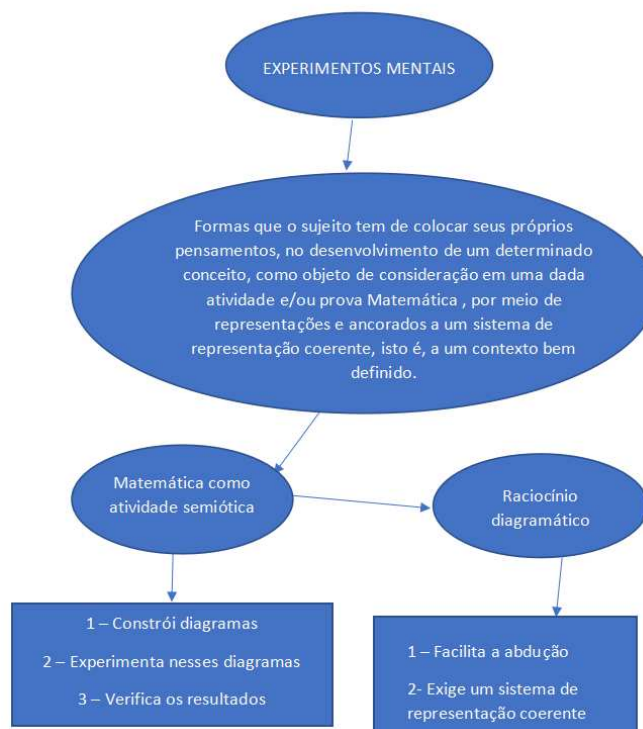 EXPERIMENTOS MENTAIS
Formas que o sujeito tem de colocar seus próprios
pensamentos, no desenvolvimento de um determinado
conceito, como objeto de consideração em uma dada
atividade e/ou prova Matemática , por meio de
representações e ancorados a um sistema de
representação coerente, isto é, a um contexto bem
definido.
Matemática como
atividade semiótica
Raciocínio
diagramático
1 – Constrói diagramas
2 – Experimenta nesses diagramas
3 – Verifica os resultados
1 – Facilita a abdução
2- Exige um sistema de
representação coerente